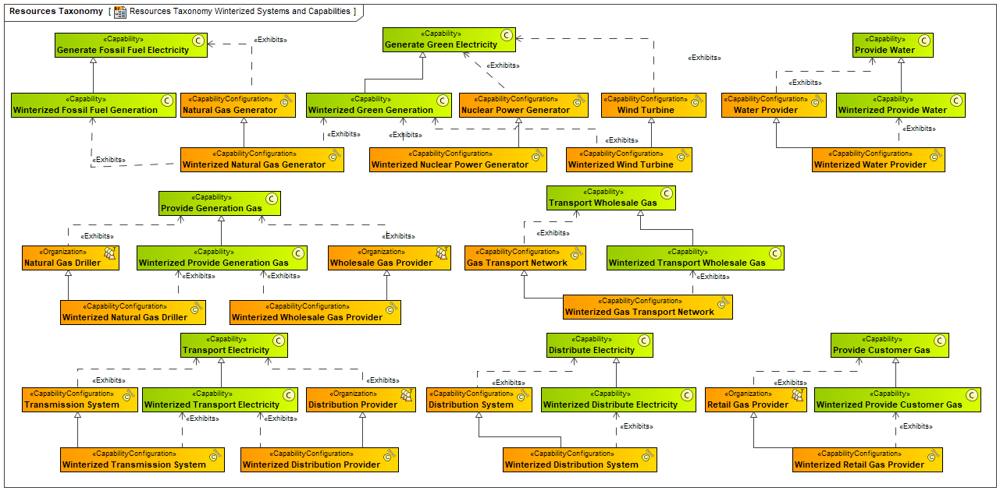 Resources Taxonomy [ Resources Taxonomy Winterized Systems and Capabilities ]
«Capability»
Generate Fossil Fuel Electricity
C
«Exhibits»
«Capability»
Generate Green Electricity
C
«Exhibits»
«Exhibits»
«Capability»
Provide Water
C
«Exhibits»
«Capability»
Winterized Fossil Fuel Generation
C
«CapabilityConfiguration»
Natural Gas Generator
«Capability»
Winterized Green Generation
C
«CapabilityConfiguration»
Nuclear Power Generator
«CapabilityConfiguration»
Wind Turbine
«CapabilityConfiguration»
Water Provider
«Capability»
Winterized Provide Water
C
«Exhibits»
«Exhibits»
«Exhibits»
«Exhibits»
«Exhibits»
«CapabilityConfiguration»
Winterized Natural Gas Generator
«CapabilityConfiguration»
Winterized Nuclear Power Generator
«CapabilityConfiguration»
Winterized Wind Turbine
«CapabilityConfiguration»
Winterized Water Provider
«Capability»
Provide Generation Gas
C
«Capability»
Transport Wholesale Gas
C
«Exhibits»
«Exhibits»
«Exhibits»
«Organization»
Natural Gas Driller
«Capability»
Winterized Provide Generation Gas
C
«Organization»
Wholesale Gas Provider
«CapabilityConfiguration»
Gas Transport Network
«Capability»
Winterized Transport Wholesale Gas
C
«Exhibits»
«Exhibits»
«Exhibits»
«CapabilityConfiguration»
Winterized Natural Gas Driller
«CapabilityConfiguration»
Winterized Wholesale Gas Provider
«CapabilityConfiguration»
Winterized Gas Transport Network
«Capability»
Transport Electricity
C
«Capability»
Distribute Electricity
C
«Capability»
Provide Customer Gas
C
«Exhibits»
«Exhibits»
«Exhibits»
«Exhibits»
«CapabilityConfiguration»
Transmission System
«Capability»
Winterized Transport Electricity
C
«Organization»
Distribution Provider
«CapabilityConfiguration»
Distribution System
«Capability»
Winterized Distribute Electricity
C
«Organization»
Retail Gas Provider
«Capability»
Winterized Provide Customer Gas
C
«Exhibits»
«Exhibits»
«Exhibits»
«Exhibits»
«CapabilityConfiguration»
Winterized Transmission System
«CapabilityConfiguration»
Winterized Distribution Provider
«CapabilityConfiguration»
Winterized Distribution System
«CapabilityConfiguration»
Winterized Retail Gas Provider